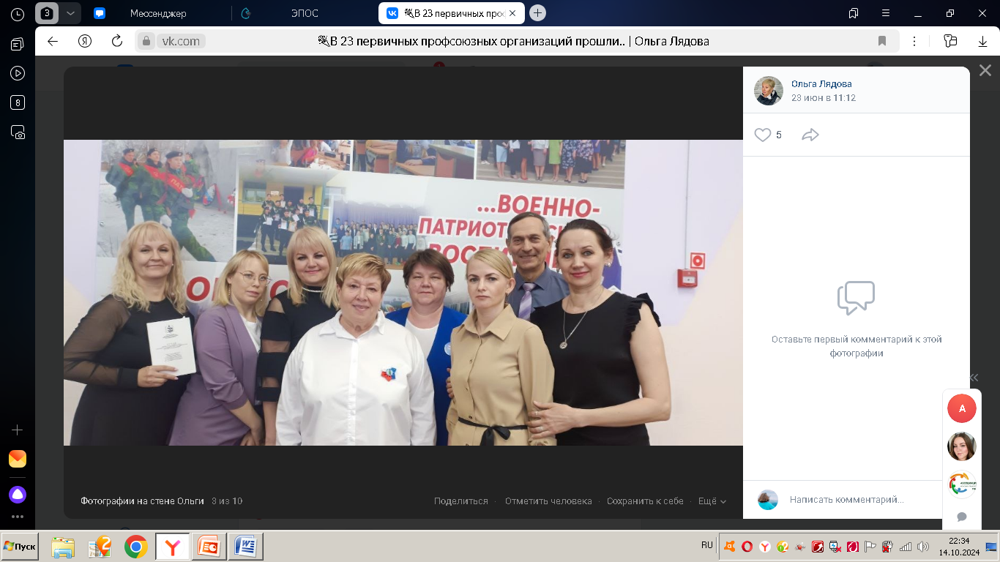 3
Мессенджер
ЭПОС
В 23 первичных про
vk.com
В 23 первичных профсоюзных организаций прошли.. | Ольга Лядова
8
Ольга Лядова
23 июн в 11:12
5
...ВОЕННО-
Оставьте первый комментарий к этой
фотографии
А
Фотографии на стене Ольги 3 из 10
Поделиться · Отметить человека · Сохранить к себе · Ещё
Написать комментарий...
Пуск
RU
22:34
14.10.2024